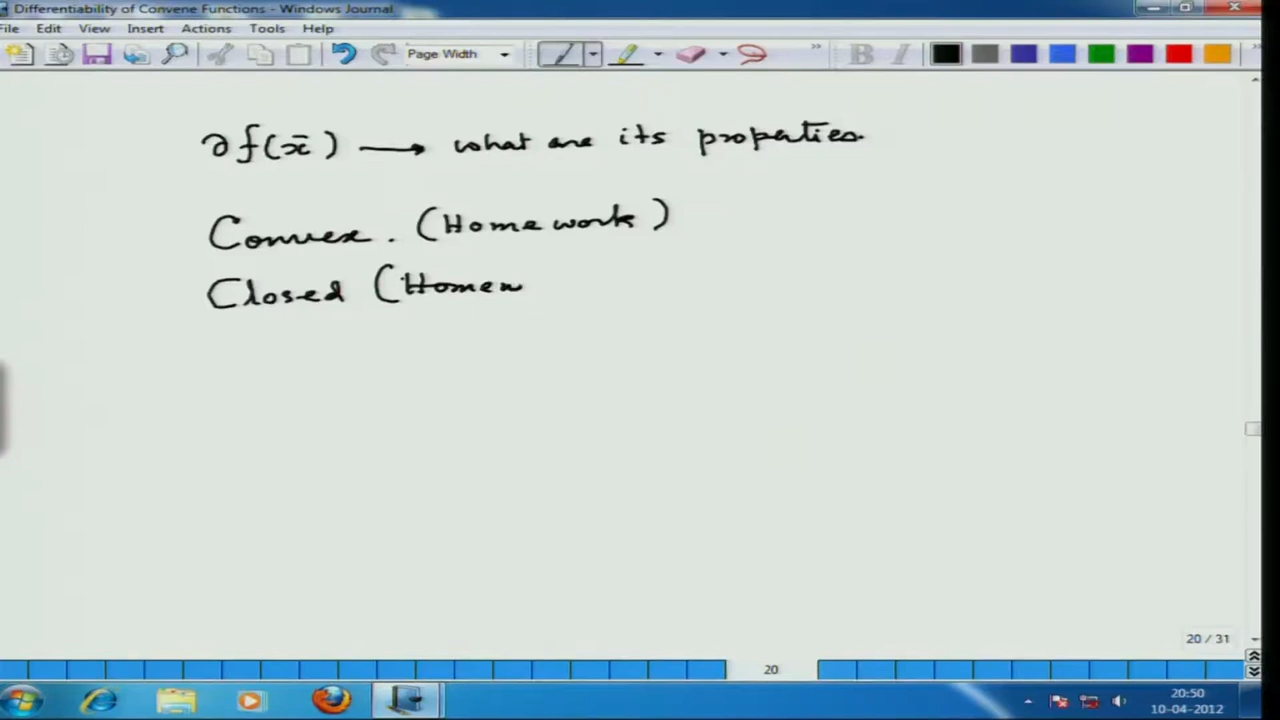 Differentiability of Convene Functions - Windows Journal
File Edit View Insert Actions Tools Help
Page Width
B I
∂f(x̄) → what are its properties.
Convex. (Homework)
Closed (Homew
20 / 31
20
20:50
10-04-2012